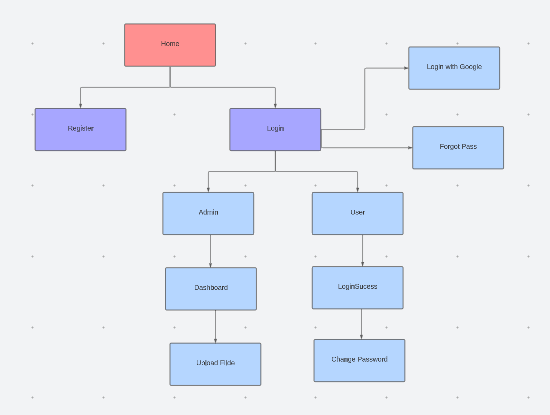 Home
Login with Google
Register
Login
Forgot Pass
Admin
User
Dashboard
LoginSucess
Upload FIlde
Change Password